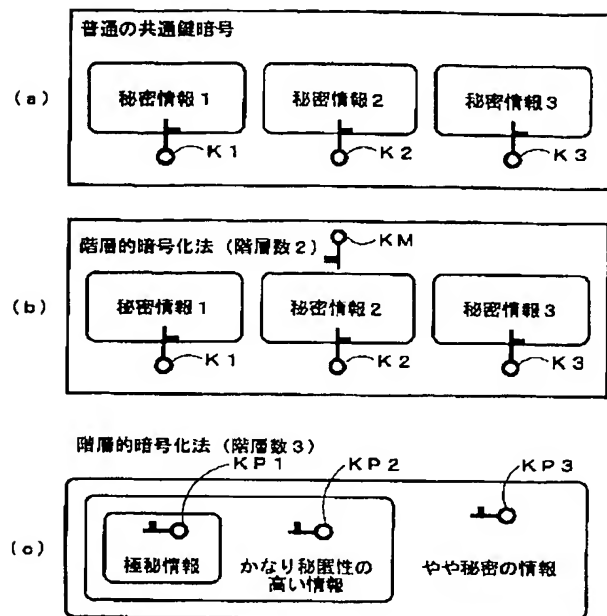 (a)
普通の共通鍵暗号
秘密情報1 秘密情報2 秘密情報3
K1 K2 K3
(b)
KM
階層的暗号化法(階層数2)
秘密情報1 秘密情報2 秘密情報3
K1 K2 K3
(c)
階層的暗号化法(階層数3)
KP1 KP2 KP3
極秘情報 かなり秘匿性の やや秘密の情報
高い情報